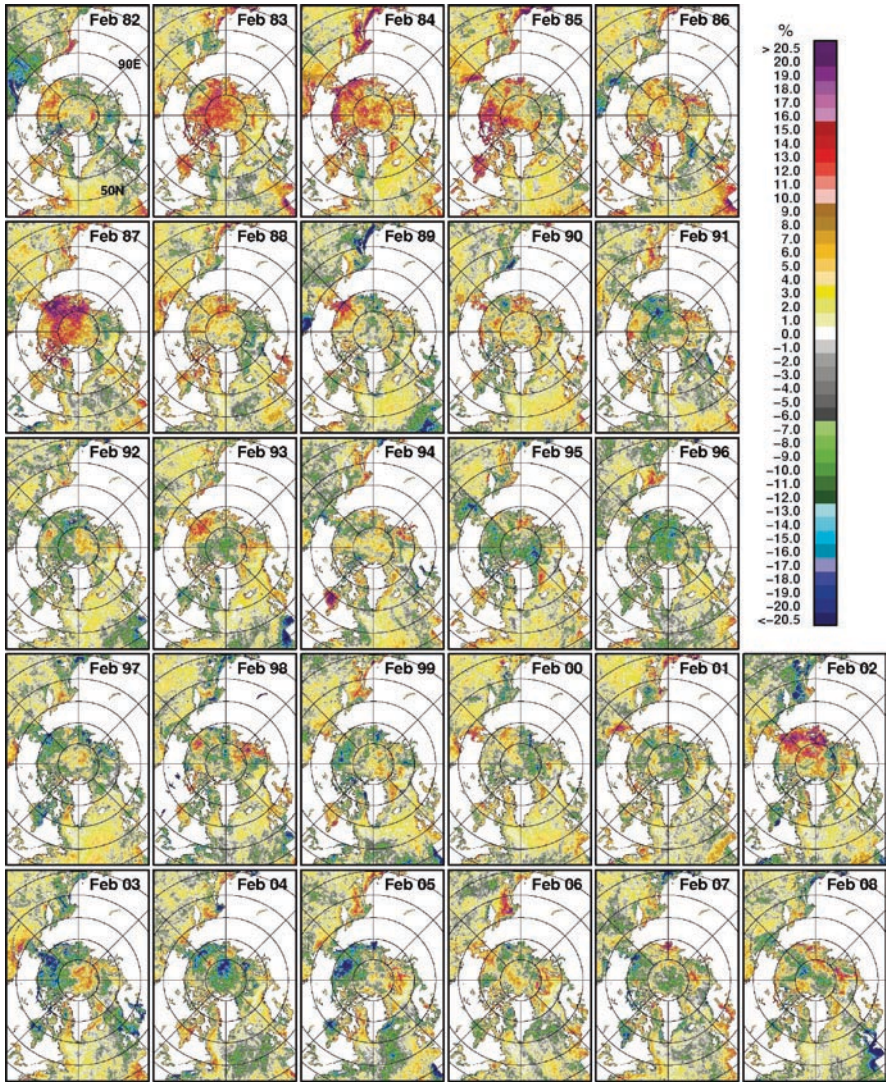 Feb 82
Feb 83
Feb 84
Feb 85
Feb 86
90E
50N
Feb 87
Feb 88
Feb 89
Feb 90
Feb 91
Feb 92
Feb 93
Feb 94
Feb 95
Feb 96
Feb 97
Feb 98
Feb 99
Feb 00
Feb 01
Feb 02
Feb 03
Feb 04
Feb 05
Feb 06
Feb 07
Feb 08
%
> 20.5
20.0
19.0
18.0
17.0
16.0
15.0
14.0
13.0
12.0
11.0
10.0
9.0
8.0
7.0
6.0
5.0
4.0
3.0
2.0
1.0
0.0
-1.0
-2.0
-3.0
-4.0
-5.0
-6.0
-7.0
-8.0
-9.0
-10.0
-11.0
-12.0
-13.0
-14.0
-15.0
-16.0
-17.0
-18.0
-19.0
-20.0
<-20.5